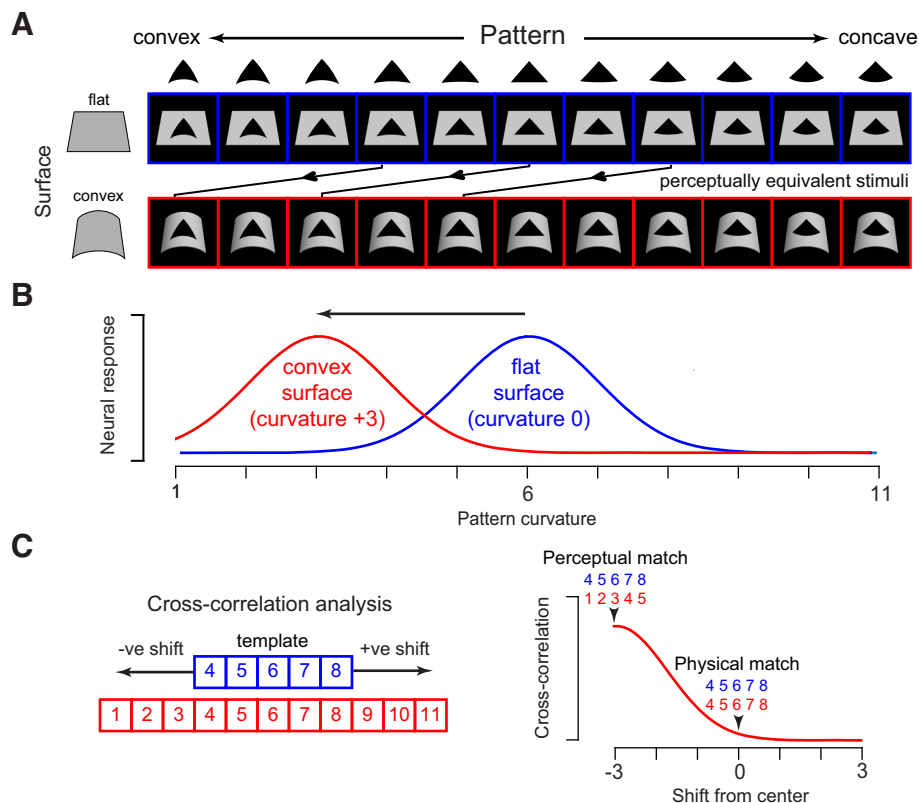 A
convex
Pattern
concave
flat
Surface
perceptually equivalent stimuli
convex
B
Neural response
convex
surface
(curvature +3)
flat
surface
(curvature 0)
1
6
11
Pattern curvature
C
Cross-correlation analysis
-ve shift
template
+ve shift
4 5 6 7 8
1 2 3 4 5 6 7 8 9 10 11
Cross-correlation
Perceptual match
4 5 6 7 8
1 2 3 4 5
Physical match
4 5 6 7 8
4 5 6 7 8
-3
0
3
Shift from center